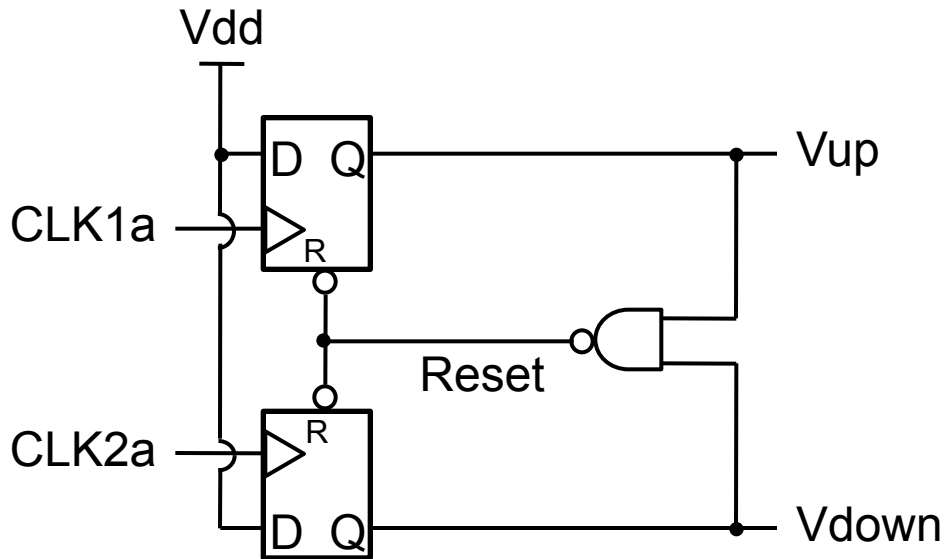 Vdd
D Q
Vup
CLK1a
R
Reset
R
CLK2a
D Q
Vdown